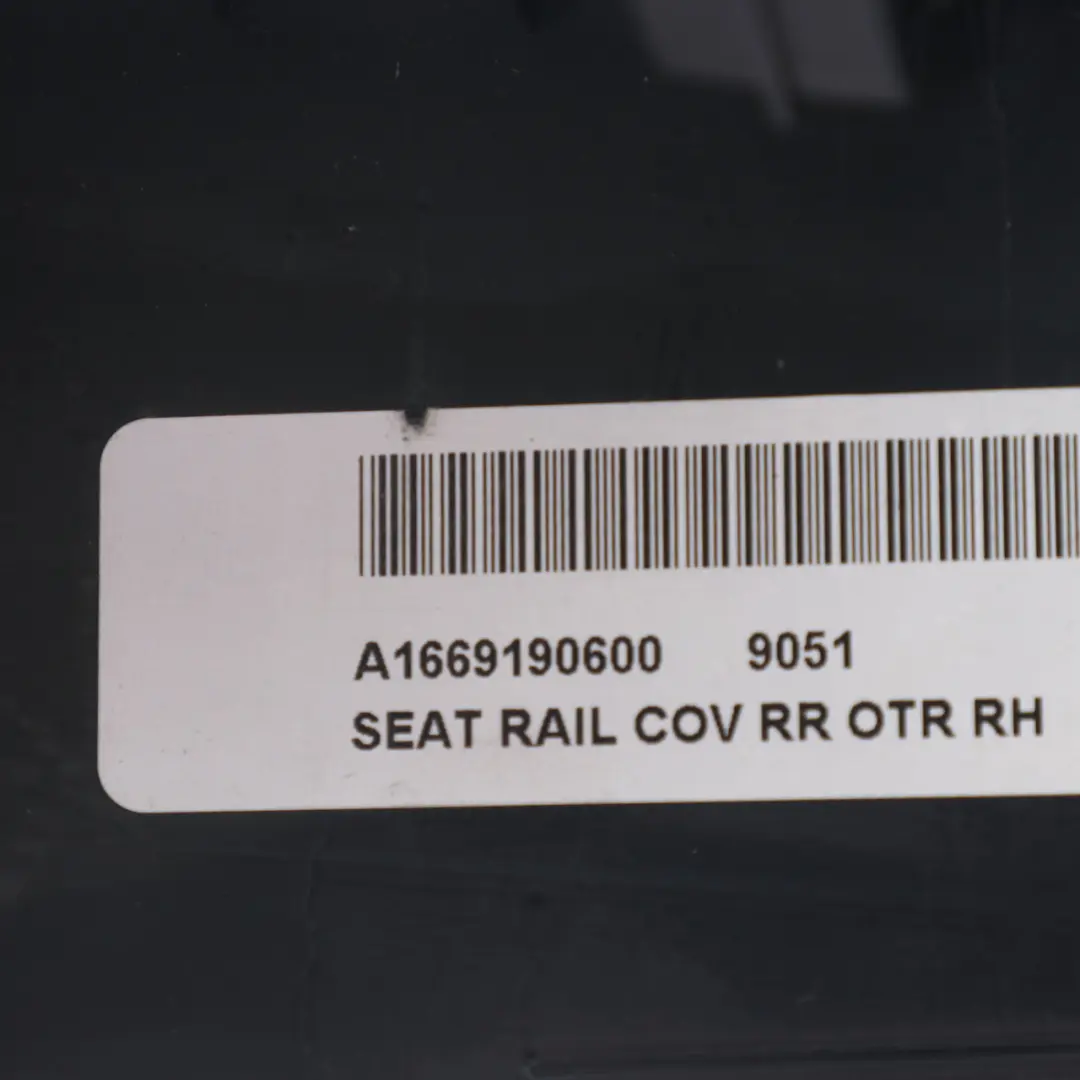 A1669190600 9051
SEAT RAIL COV RR OTR RH